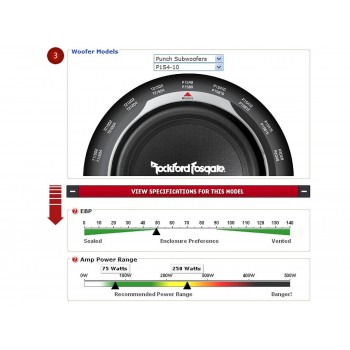 3
Woofer Models
Punch Subwoofers
P1S4-10
Rockford Fosgate
VIEW SPECIFICATIONS FOR THIS MODEL
? EBP
0 10 20 30 40 50 60 70 80 90 100 110 120 130 140
Sealed Enclosure Preference Vented
? Amp Power Range
75 Watts 250 Watts
0W 100W 200W 300W 400W 500W
Recommended Power Range Danger!